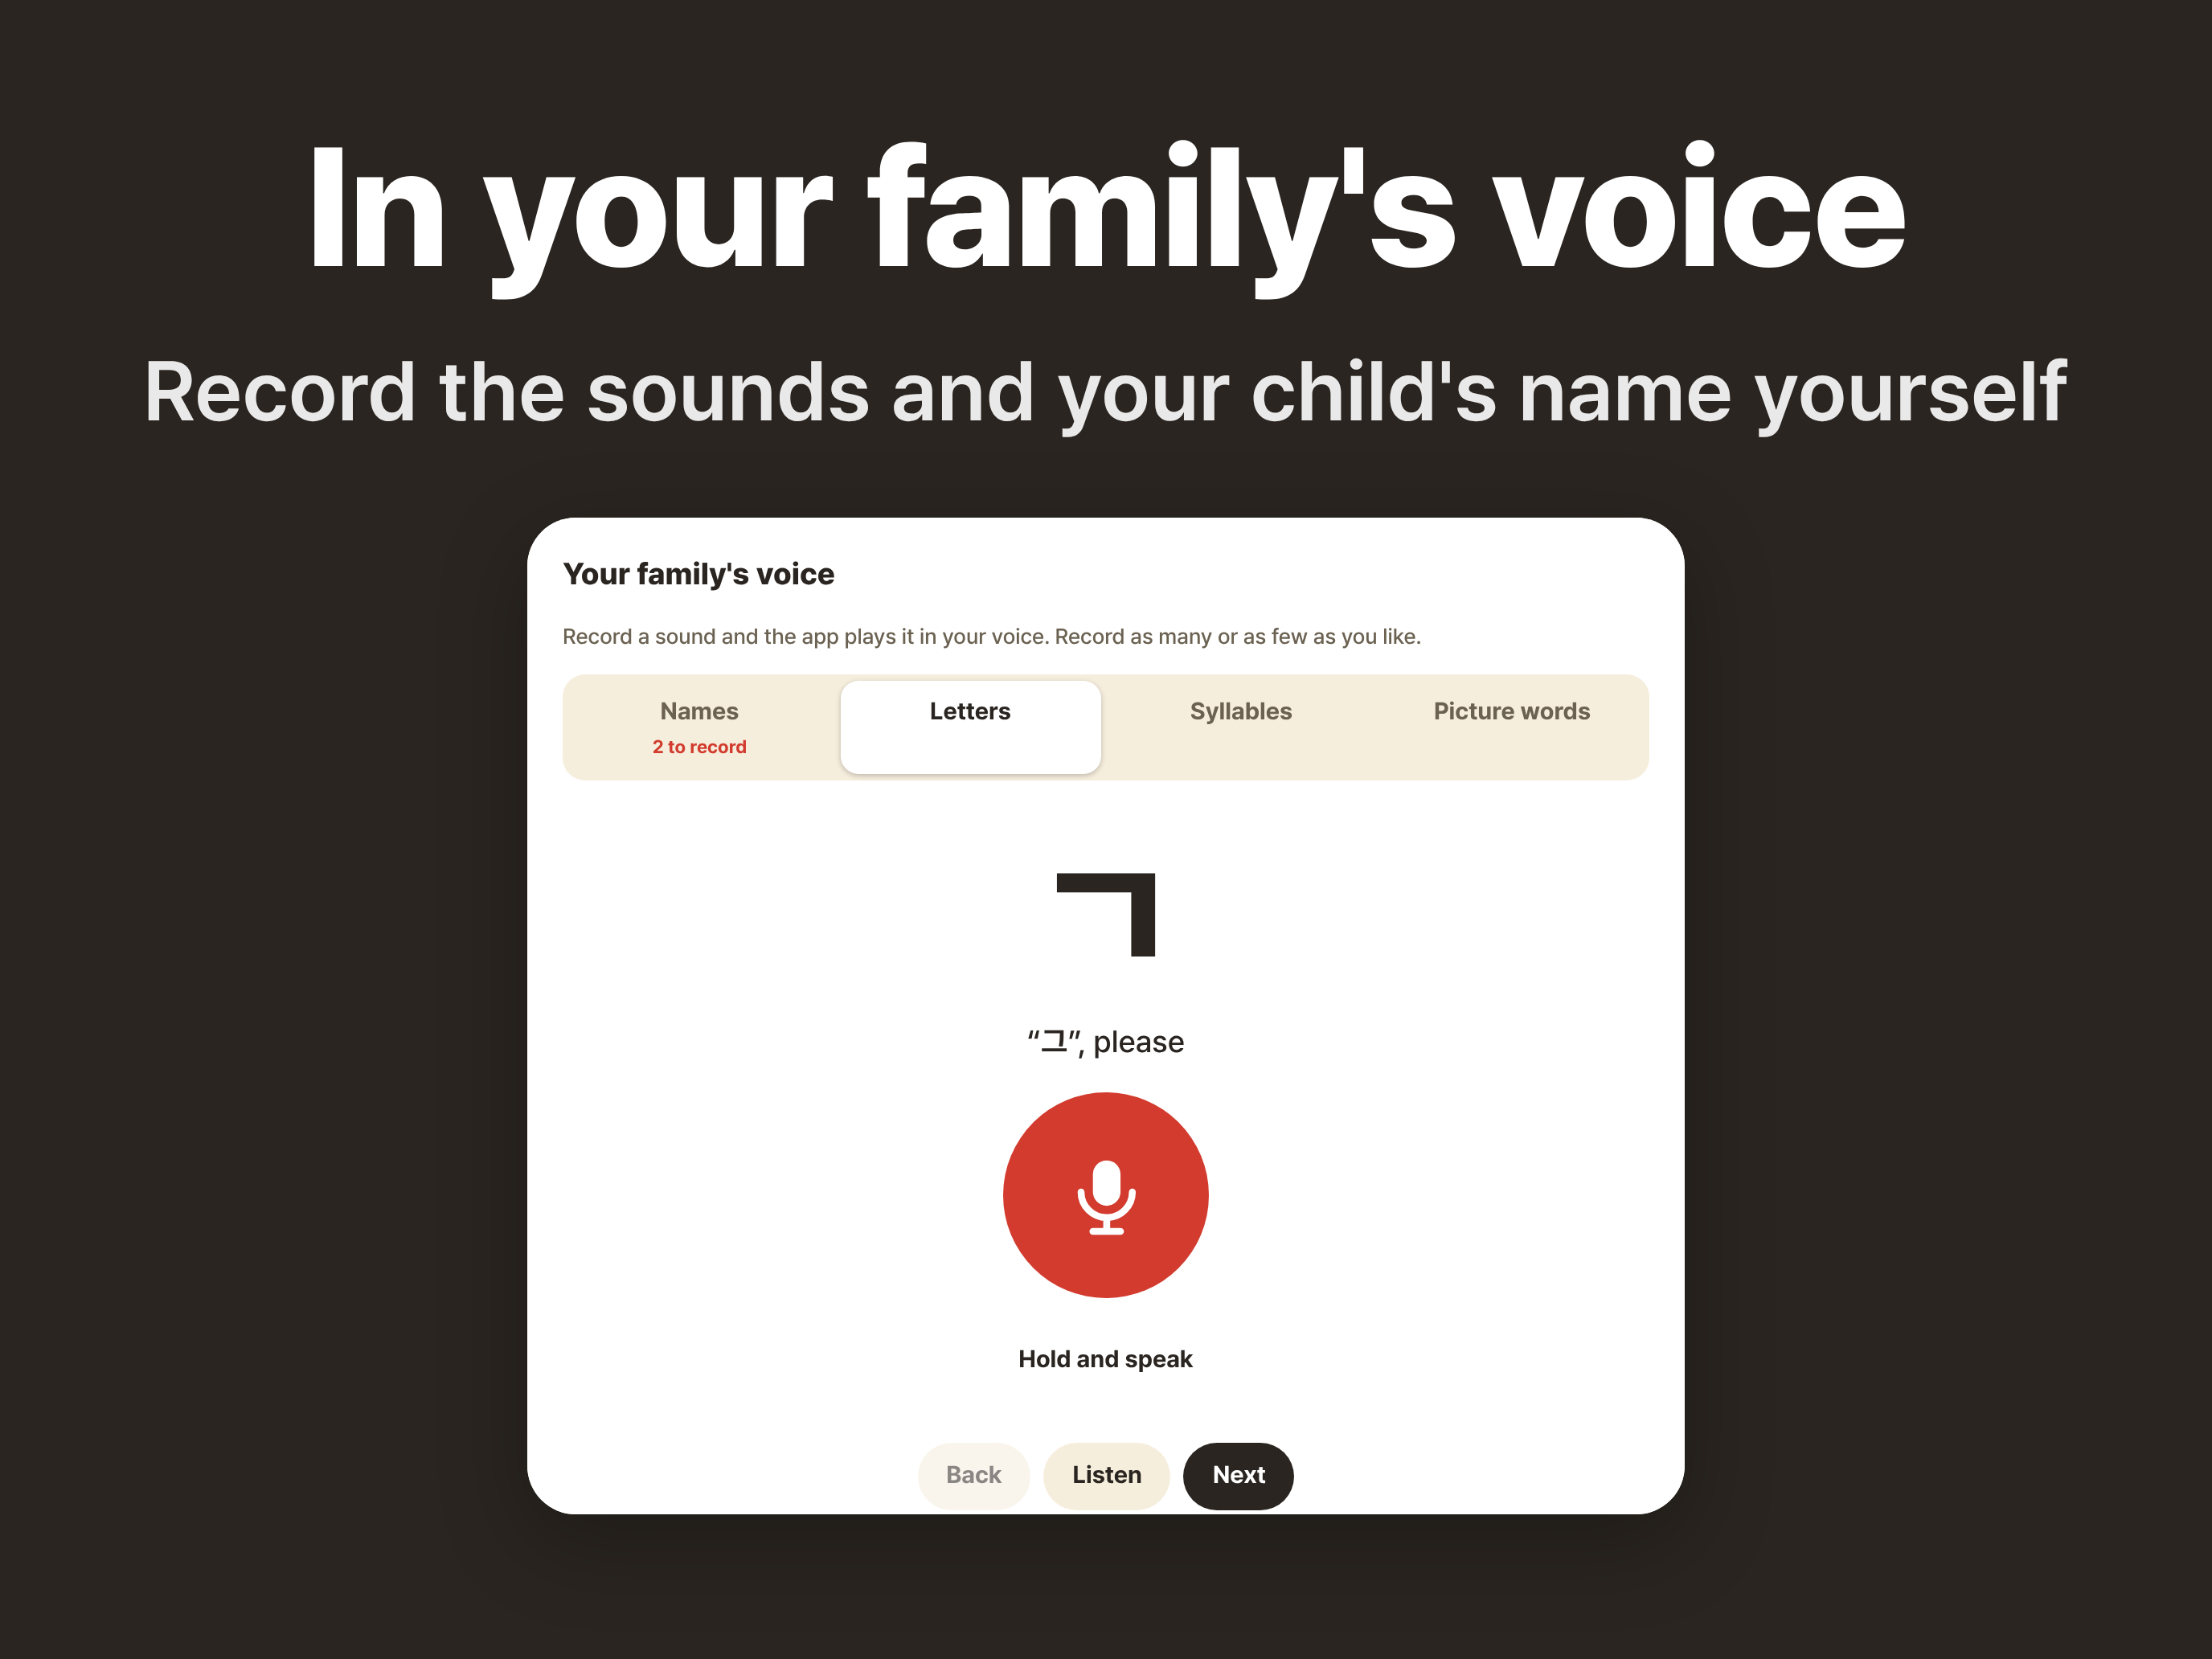 In your family's voice
Record the sounds and your child's name yourself
Your family's voice
Record a sound and the app plays it in your voice. Record as many or as few as you like.
Names Letters Syllables Picture words
2 to record
ㄱ
“그”, please
Hold and speak
Back Listen Next